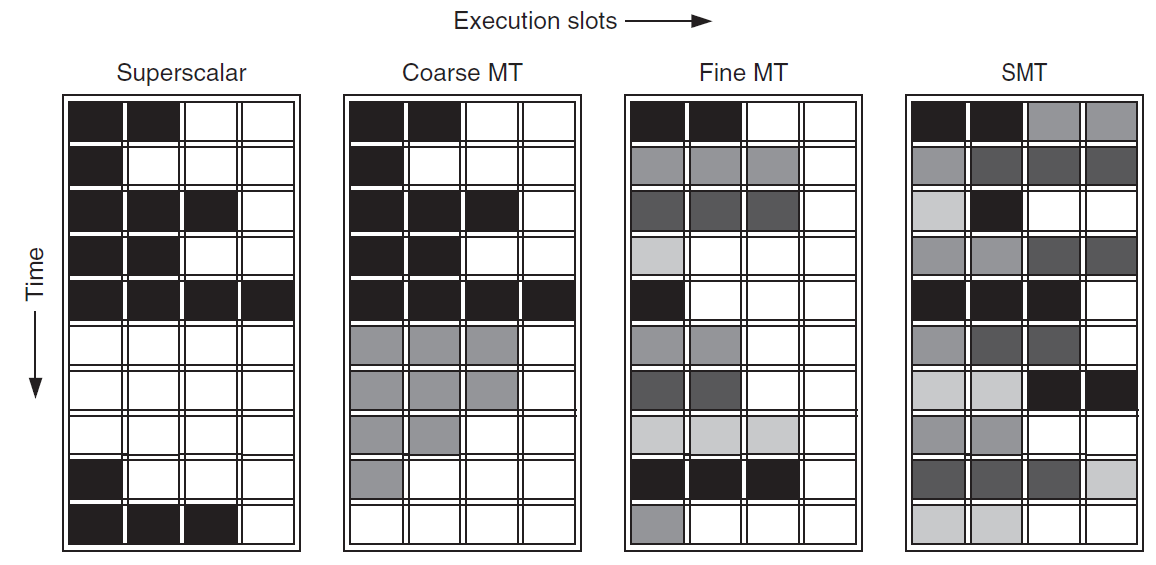 Execution slots
Superscalar
Coarse MT
Fine MT
SMT
Time